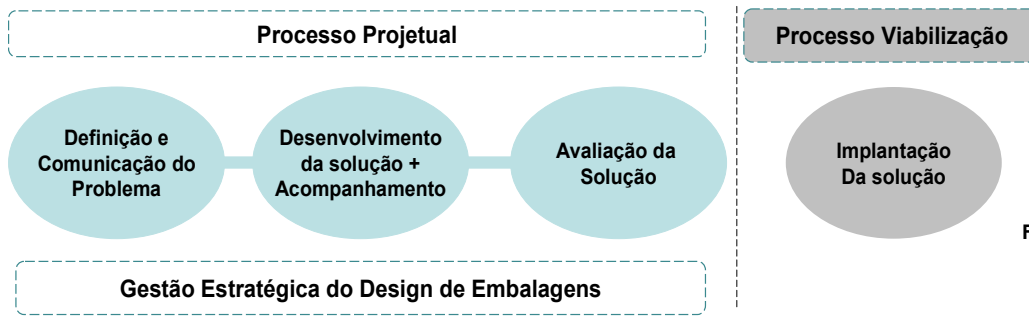 Processo Projetual
Processo Viabilização
Definição e
Comunicação do
Problema
Desenvolvimento
da solução +
Acompanhamento
Avaliação da
Solução
Implantação
Da solução
F
Gestão Estratégica do Design de Embalagens